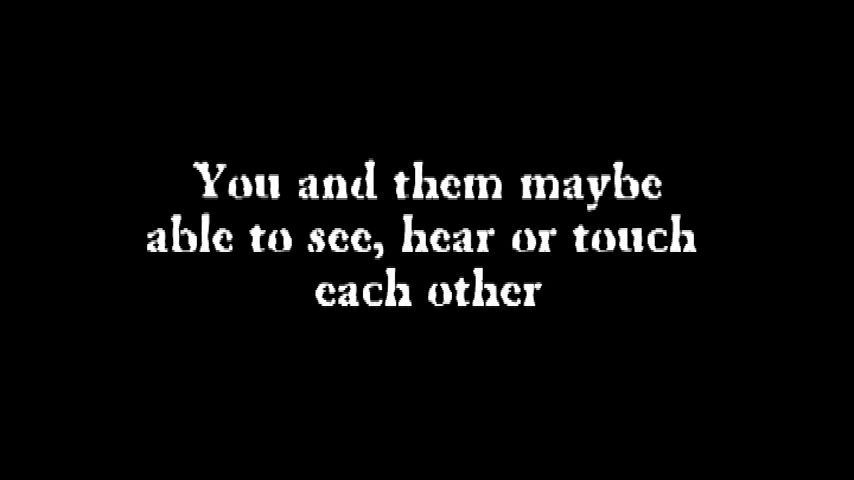 You and them maybe
able to see, hear or touch
each other